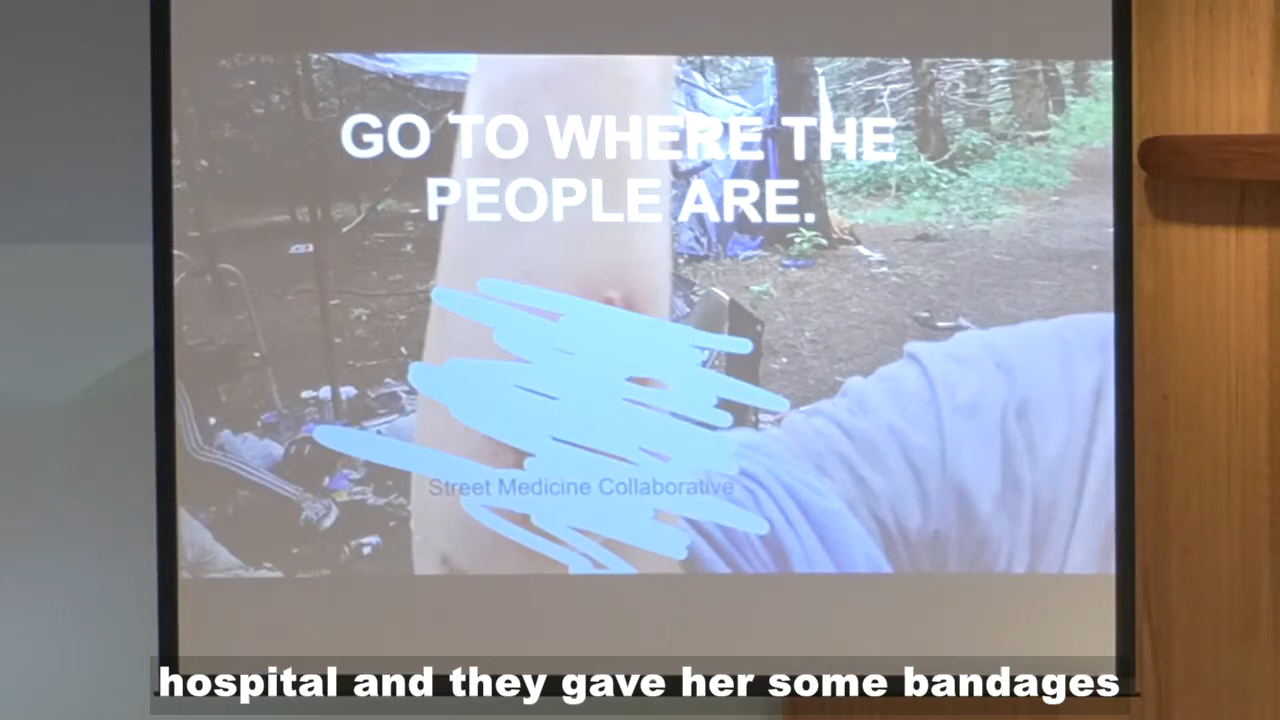 GO TO WHERE THE
PEOPLE ARE.
Street Medicine Collaborative
hospital and they gave her some bandages